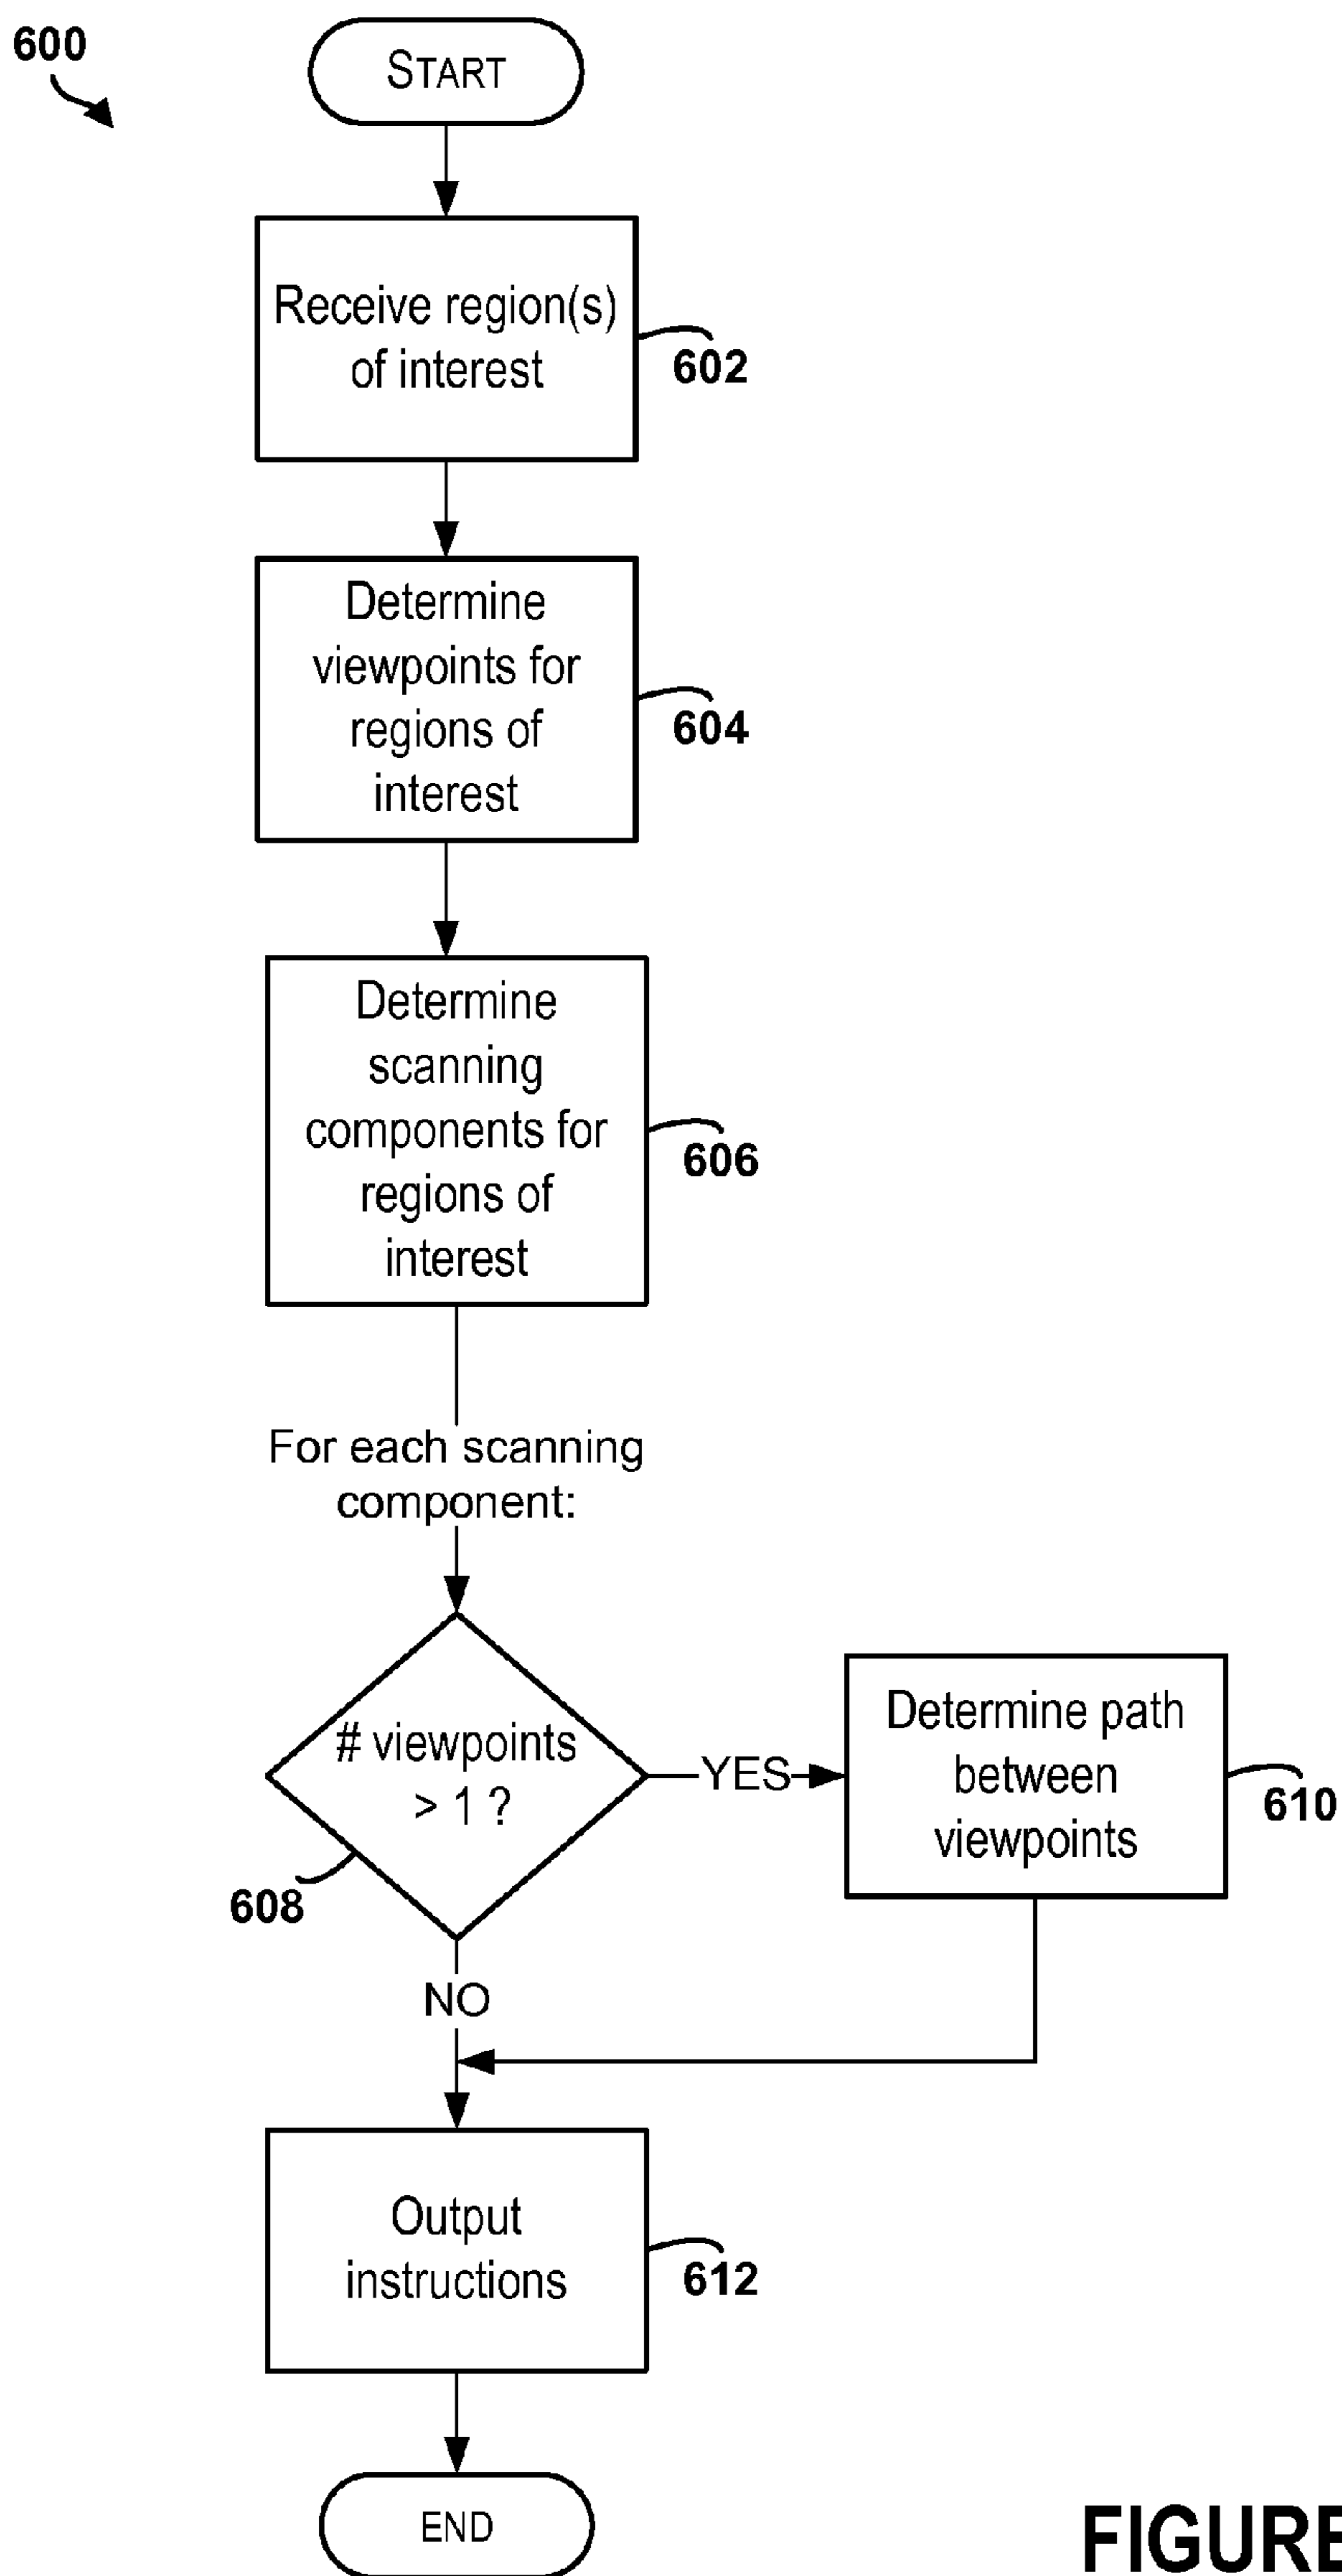 600
START
Receive region(s)
of interest
602
Determine
viewpoints for
regions of
interest
604
Determine
scanning
components for
regions of
interest
606
For each scanning
component:
# viewpoints
> 1 ?
608
YES
Determine path
between
viewpoints
610
NO
Output
instructions
612
END
FIGURE